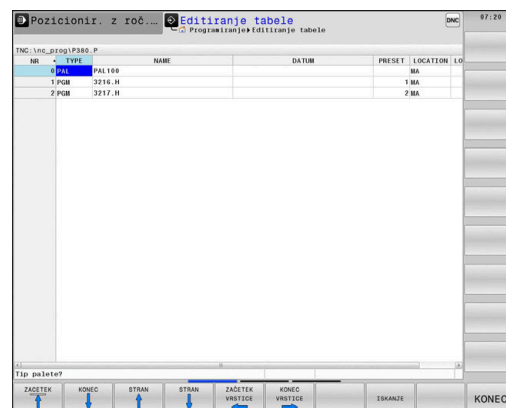 Pozicionir. z roč.... Editiranje tabele DNC 07:20
Programiranje Editiranje tabele
TNC:\nc_prog\P380.P
NR TYPE NAME DATUM PRESET LOCATION LO
0 PAL PAL100 MA
1 PGM 3216.H 1 MA
2 PGM 3217.H 2 MA
Tip palete?
ZAČETEK KONEC STRAN STRAN ZAČETEK VRSTICE KONEC VRSTICE ISKANJE KONEC